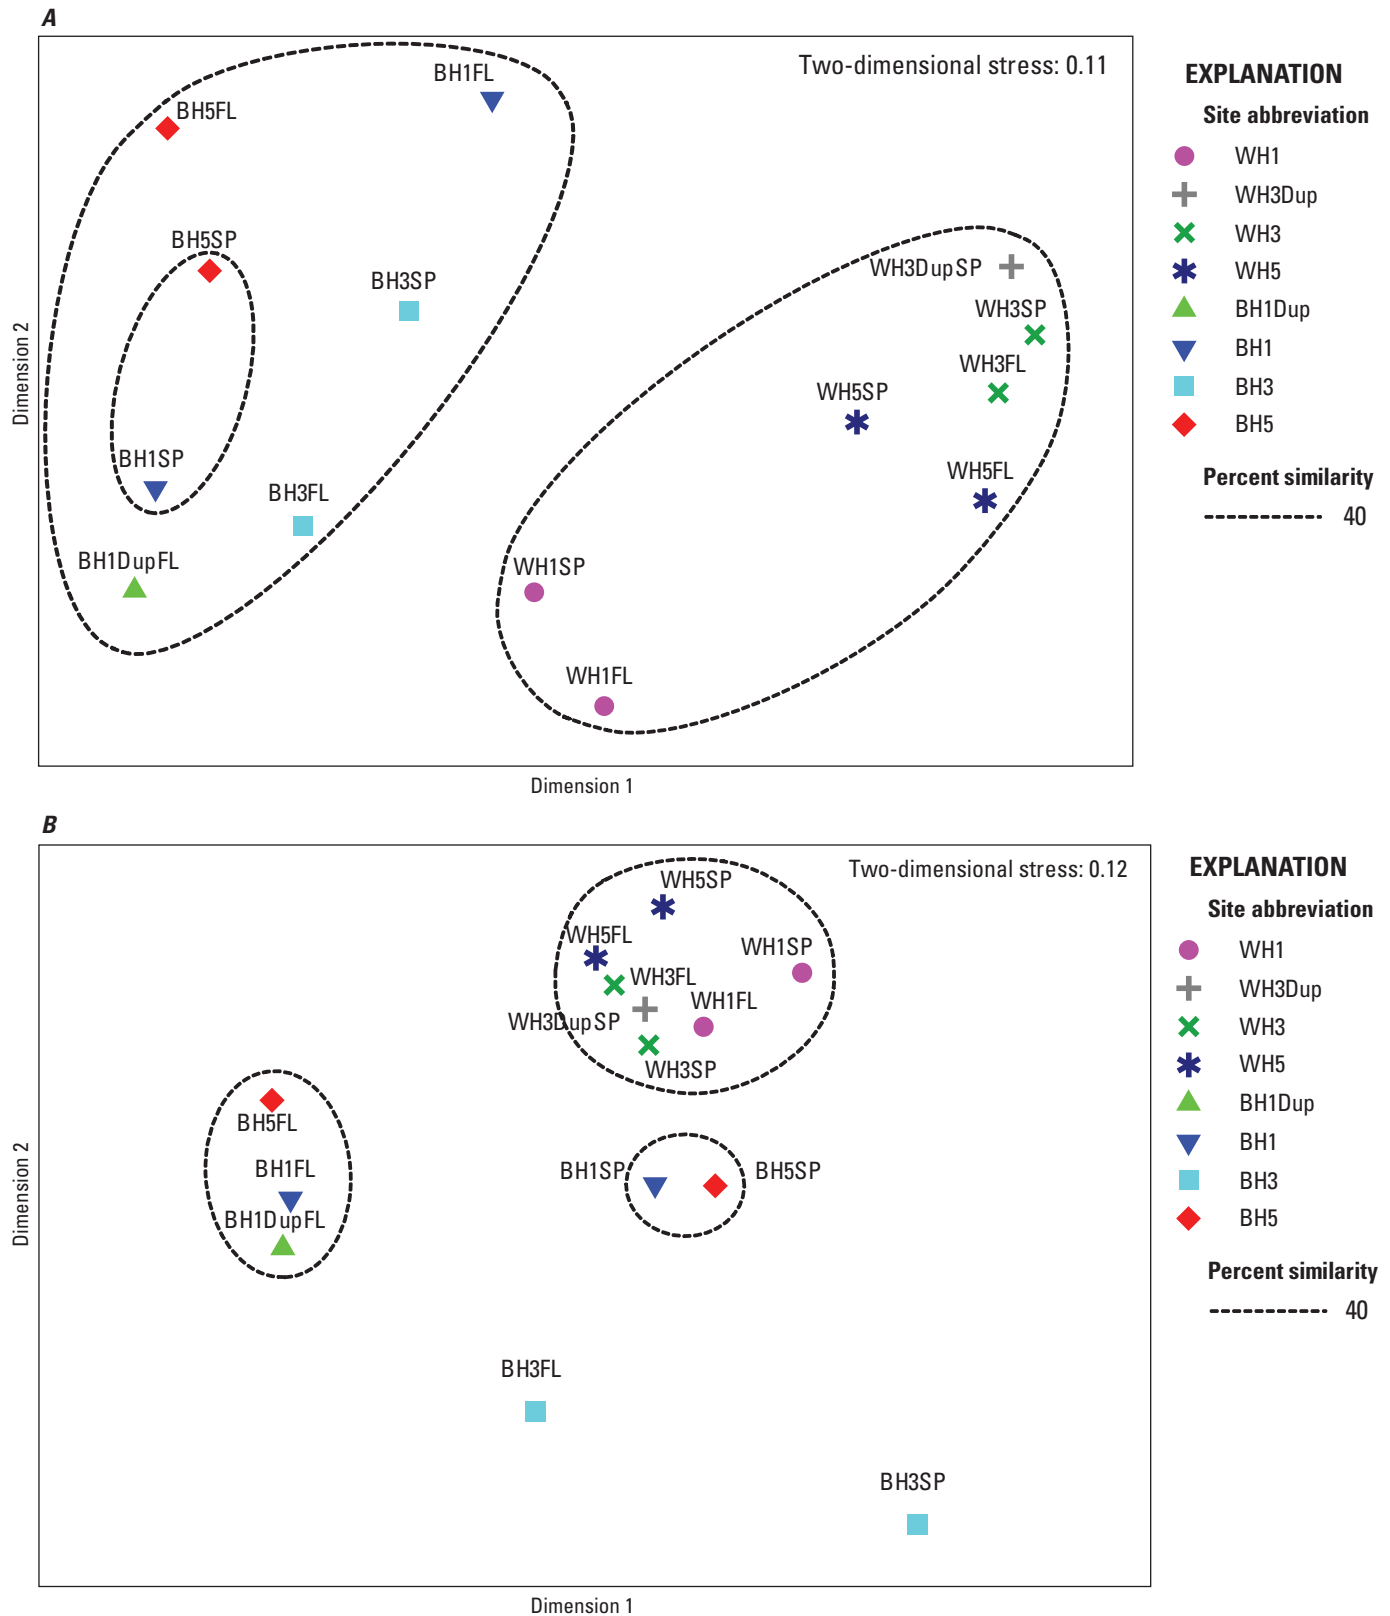 A
Two-dimensional stress: 0.11
BH1FL
BH5FL
BH5SP
BH3SP
WH3DupSP
WH3SP
WH3FL
WH5SP
BH1SP
BH3FL
WH5FL
BH1DupFL
WH1SP
WH1FL
Dimension 2
Dimension 1
EXPLANATION
Site abbreviation
WH1
WH3Dup
WH3
WH5
BH1Dup
BH1
BH3
BH5
Percent similarity
40
B
Two-dimensional stress: 0.12
WH5SP
WH5FL
WH1SP
WH3FL
WH1FL
WH3DupSP
WH3SP
BH5FL
BH1FL
BH1SP
BH5SP
BH1DupFL
BH3FL
BH3SP
Dimension 2
Dimension 1
EXPLANATION
Site abbreviation
WH1
WH3Dup
WH3
WH5
BH1Dup
BH1
BH3
BH5
Percent similarity
40